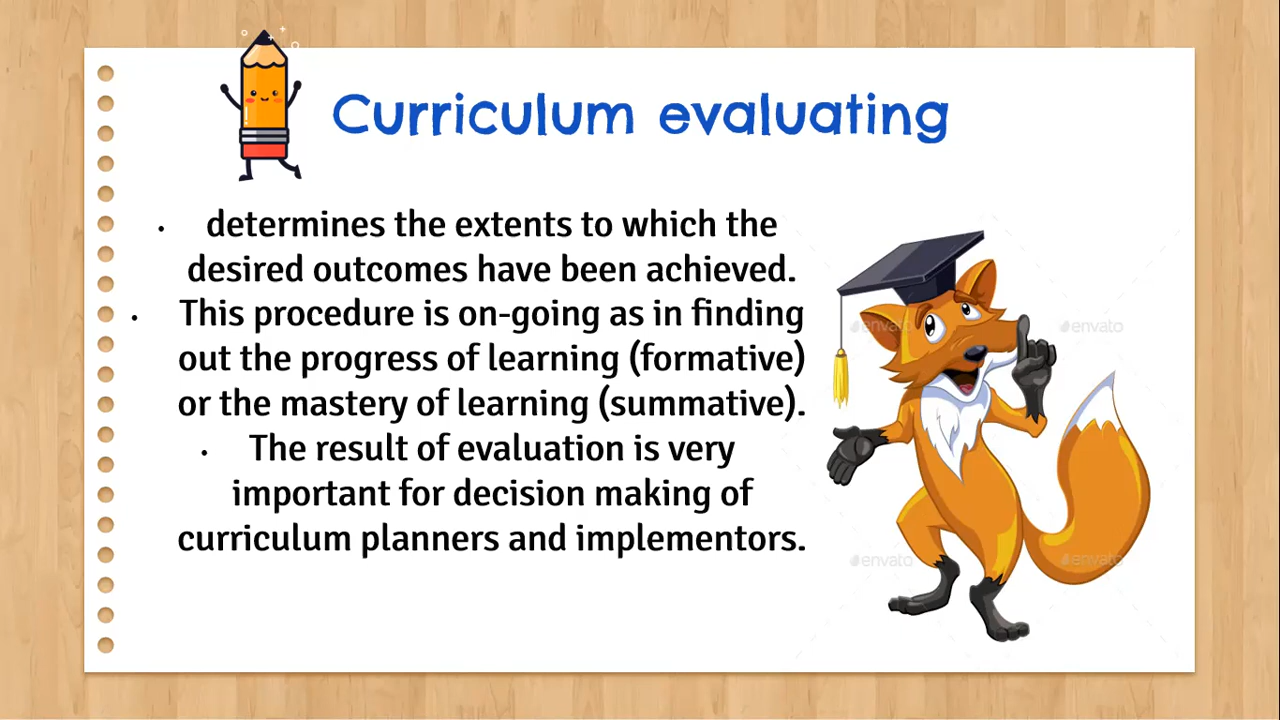 Curriculum evaluating
• determines the extents to which the
desired outcomes have been achieved.
• This procedure is on-going as in finding
out the progress of learning (formative)
or the mastery of learning (summative).
• The result of evaluation is very
important for decision making of
curriculum planners and implementors.
envato
envato
envato
envato